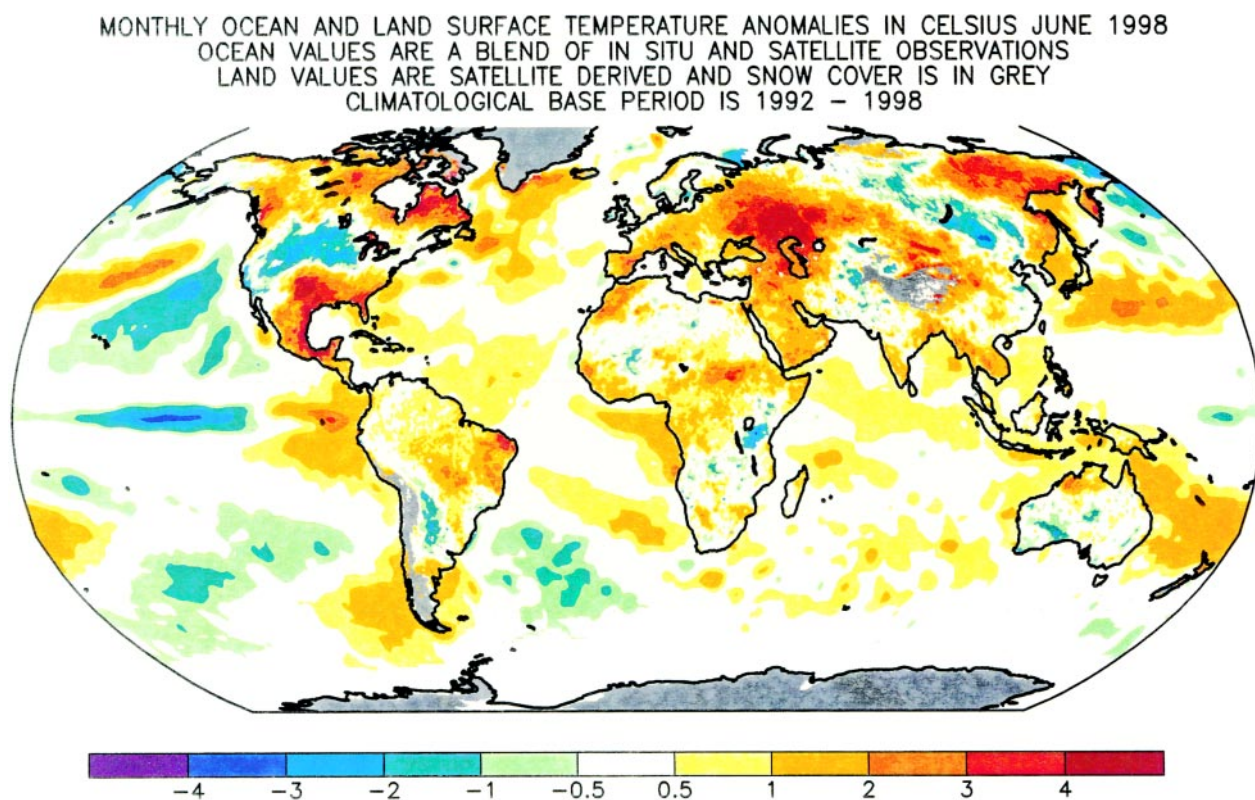 MONTHLY OCEAN AND LAND SURFACE TEMPERATURE ANOMALIES IN CELSIUS JUNE 1998
OCEAN VALUES ARE A BLEND OF IN SITU AND SATELLITE OBSERVATIONS
LAND VALUES ARE SATELLITE DERIVED AND SNOW COVER IS IN GREY
CLIMATOLOGICAL BASE PERIOD IS 1992 – 1998
−4 −3 −2 −1 −0.5 0.5 1 2 3 4